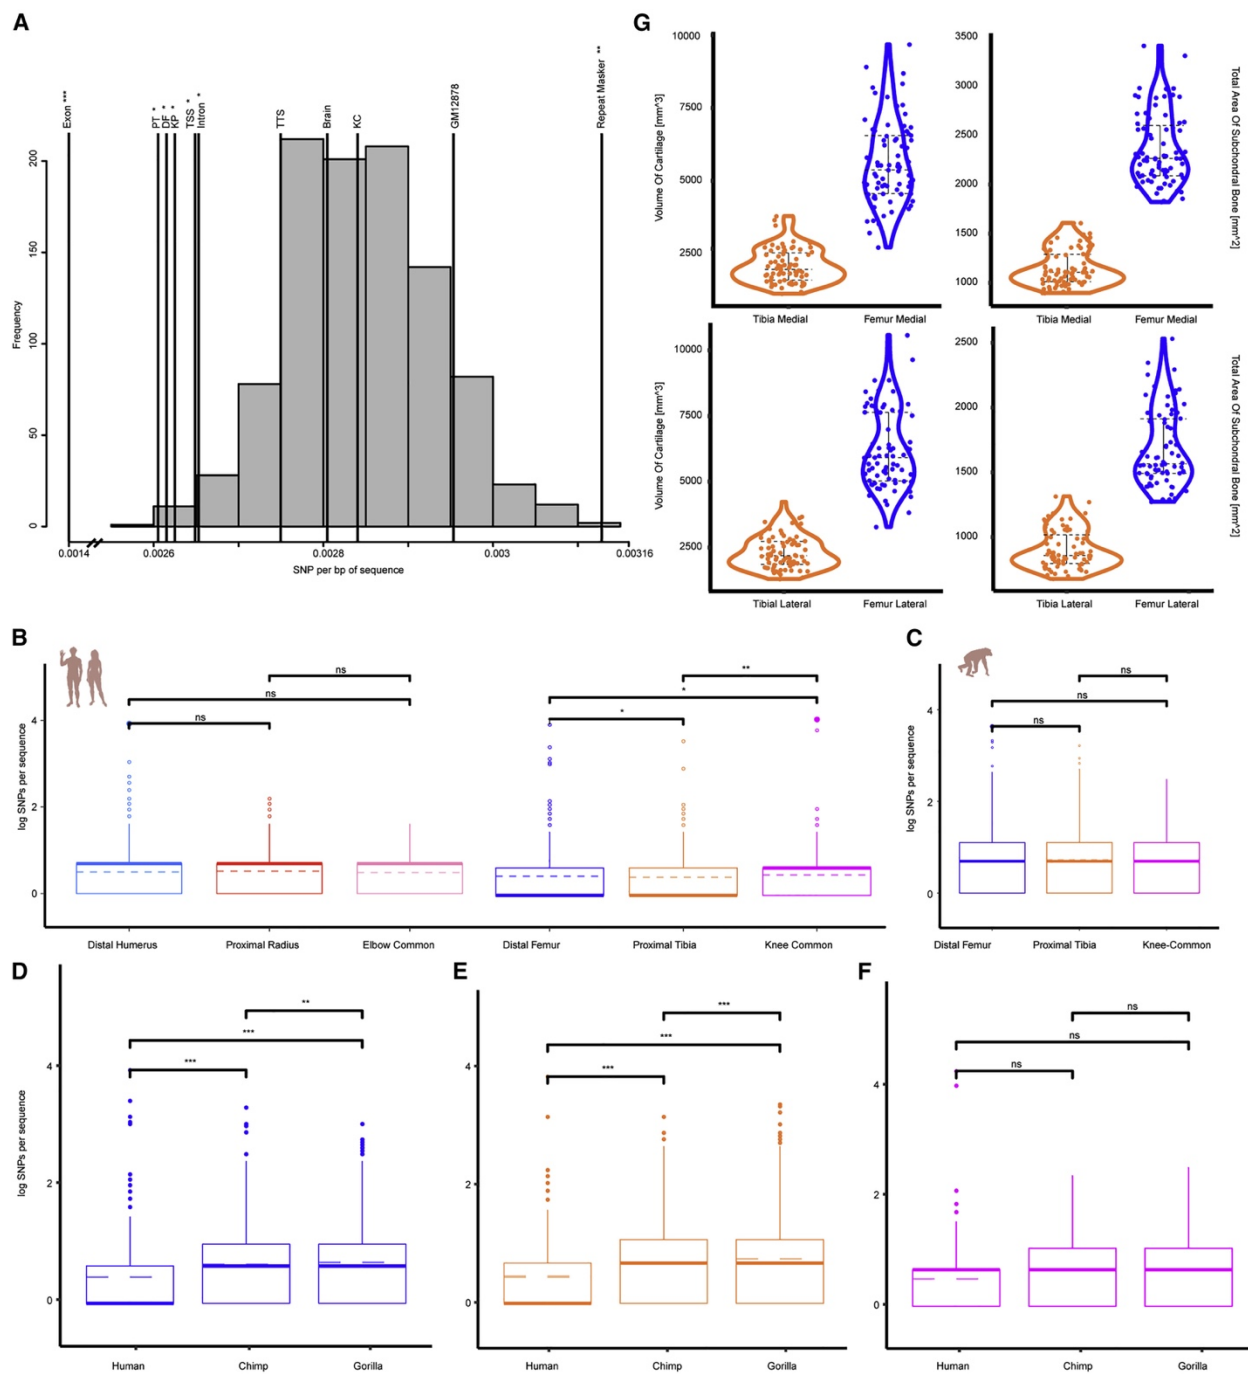 A
Exon ***
PT *
DF *
KP *
TSS *
Intron *
TTS
Brain
KC
GM12878
Repeat Masker **
Frequency
200
150
100
50
0
0.0014
0.0026
0.0028
0.003
0.00316
SNP per bp of sequence
G
Volume Of Cartilage [mm^3]
10000
7500
5000
2500
Tibia Medial
Femur Medial
3500
3000
2500
2000
1500
1000
Total Area Of Subchondral Bone [mm^2]
Tibia Medial
Femur Medial
Volume Of Cartilage [mm^3]
10000
7500
5000
2500
Tibial Lateral
Femur Lateral
2500
2000
1500
1000
Total Area Of Subchondral Bone [mm^2]
Tibia Lateral
Femur Lateral
B
log SNPs per sequence
4
2
0
ns
ns
ns
**
*
*
Distal Humerus
Proximal Radius
Elbow Common
Distal Femur
Proximal Tibia
Knee Common
C
log SNPs per sequence
4
2
0
ns
ns
ns
Distal Femur
Proximal Tibia
Knee-Common
D
log SNPs per sequence
4
2
0
**
***
***
Human
Chimp
Gorilla
E
4
2
0
***
***
***
Human
Chimp
Gorilla
F
4
2
0
ns
ns
ns
Human
Chimp
Gorilla